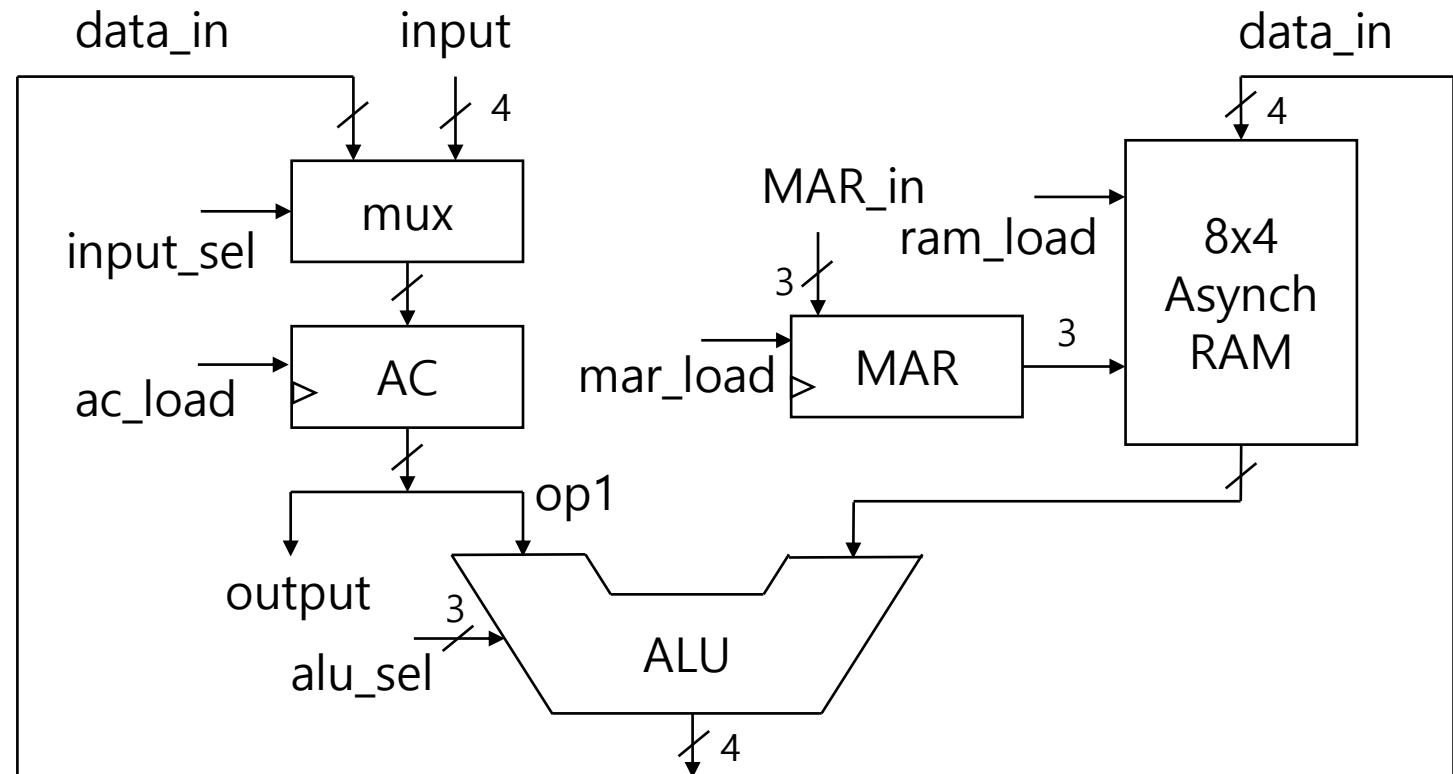 data_in
input
data_in
4
4
mux
input_sel
MAR_in
ram_load
8x4
Asynch
RAM
3
3
AC
ac_load
MAR
mar_load
op1
output
3
alu_sel
ALU
4